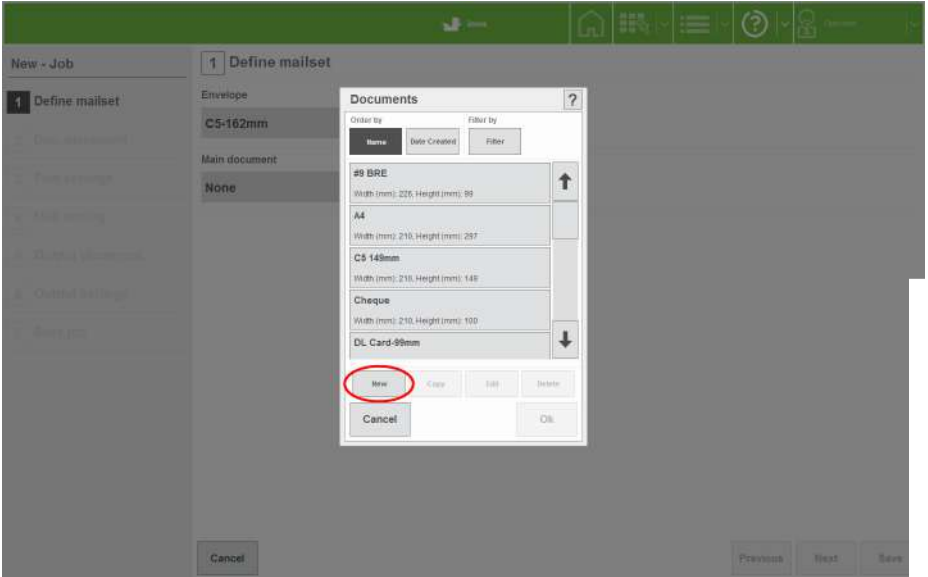 New - Job
1 Define mailset
1 Define mailset
Envelope
C5-162mm
Main document
None
Documents
?
Order by
Filter by
Name
Date Created
Filter
#9 BRE
Width (mm): 225, Height (mm): 99
A4
Width (mm): 210, Height (mm): 297
C5 149mm
Width (mm): 210, Height (mm): 149
Cheque
Width (mm): 210, Height (mm): 100
DL Card-99mm
New
Copy
Edit
Delete
Cancel
Ok
Cancel
Previous
Next
Save